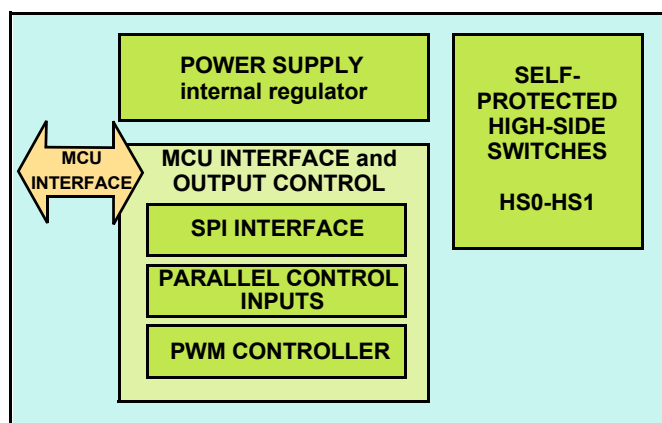 POWER SUPPLY
internal regulator
SELF-
PROTECTED
HIGH-SIDE
SWITCHES
HS0-HS1
MCU
INTERFACE
MCU INTERFACE and
OUTPUT CONTROL
SPI INTERFACE
PARALLEL CONTROL
INPUTS
PWM CONTROLLER